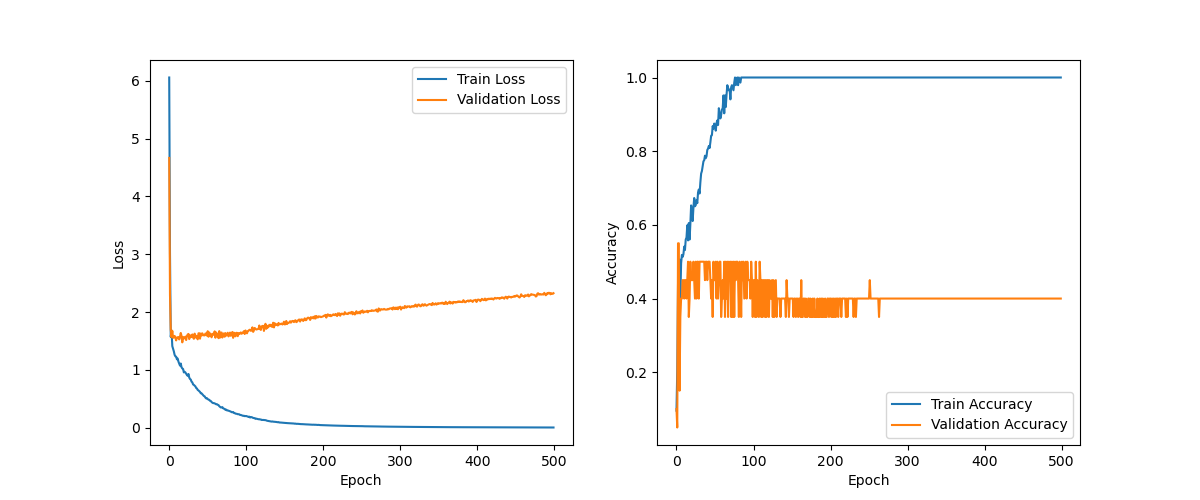 Train Loss
Validation Loss
6
5
4
3
2
1
0
Loss
0 100 200 300 400 500
Epoch
1.0
0.8
0.6
0.4
0.2
Accuracy
Train Accuracy
Validation Accuracy
0 100 200 300 400 500
Epoch